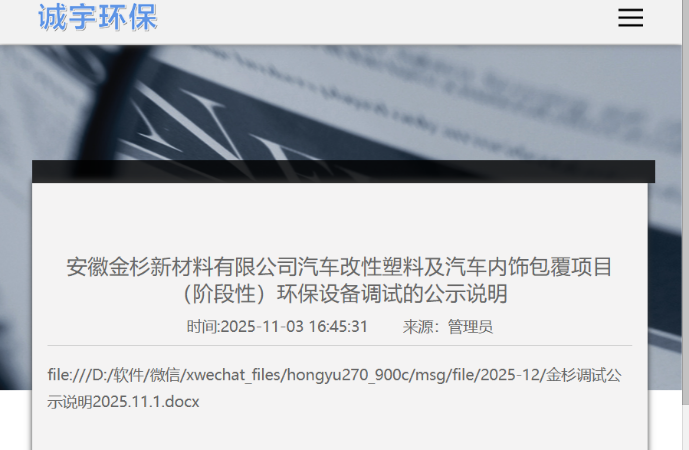 诚宇环保
安徽金杉新材料有限公司汽车改性塑料及汽车内饰包覆项目
（阶段性）环保设备调试的公示说明
时间:2025-11-03 16:45:31 来源：管理员
file:///D:/软件/微信/xwechat_files/hongyu270_900c/msg/file/2025-12/金杉调试公
示说明2025.11.1.docx